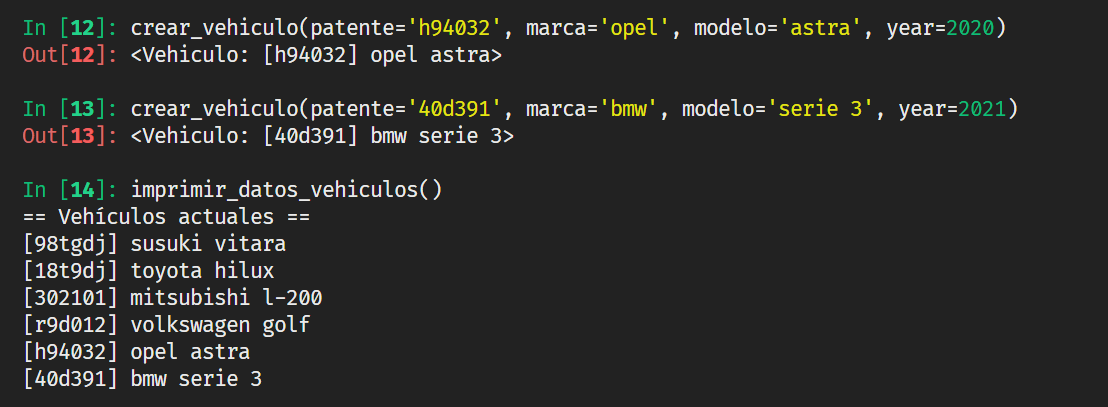 In [12]: crear_vehiculo(patente='h94032', marca='opel', modelo='astra', year=2020)
Out[12]: <Vehiculo: [h94032] opel astra>
In [13]: crear_vehiculo(patente='40d391', marca='bmw', modelo='serie 3', year=2021)
Out[13]: <Vehiculo: [40d391] bmw serie 3>
In [14]: imprimir_datos_vehiculos()
== Vehículos actuales ==
[98tgdj] susuki vitara
[18t9dj] toyota hilux
[302101] mitsubishi l-200
[r9d012] volkswagen golf
[h94032] opel astra
[40d391] bmw serie 3